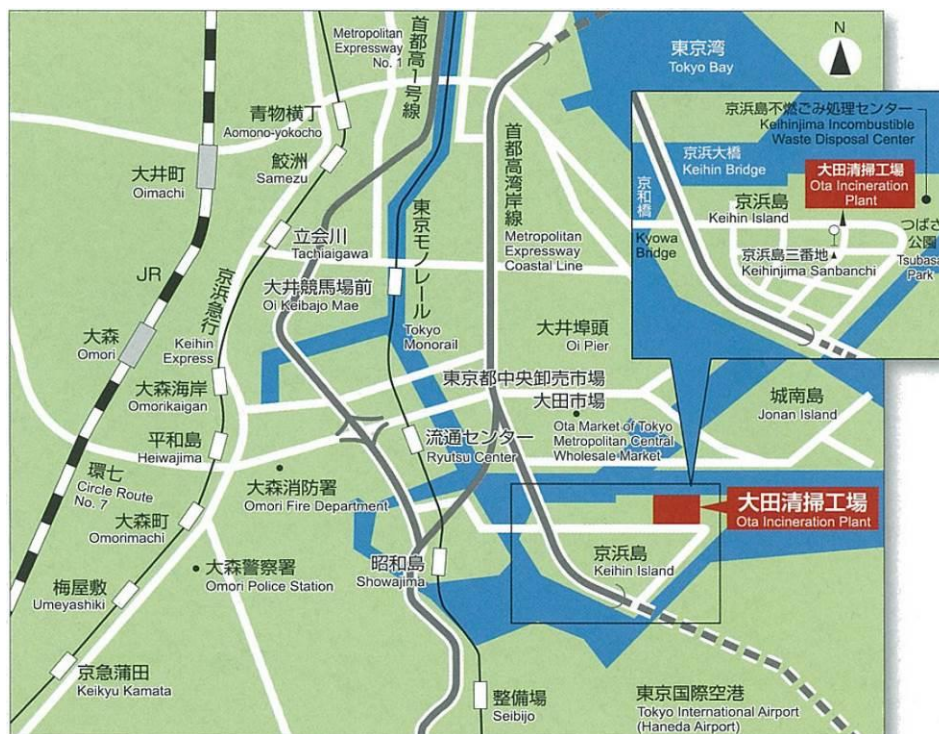 Metropolitan
Expressway
No. 1
首都高1号線
東京湾
Tokyo Bay
N
青物横丁
Aomono-yokocho
鮫洲
Samezu
大井町
Oimachi
首都高湾岸線
Metropolitan
Expressway
Coastal Line
立会川
Tachiaigawa
大井競馬場前
Oi Keibajo Mae
東京モノレール
Tokyo
Monorail
JR
京浜急行
Keihin
Express
大森
Omori
大井埠頭
Oi Pier
大森海岸
Omorikaigan
東京都中央卸売市場
大田市場
Ota Market of Tokyo
Metropolitan Central
Wholesale Market
城南島
Jonan Island
平和島
Heiwajima
流通センター
Ryutsu Center
環七
Circle Route
No. 7
大森消防署
Omori Fire Department
大森町
Omorimachi
大田清掃工場
Ota Incineration Plant
昭和島
Showajima
京浜島
Keihin Island
大森警察署
Omori Police Station
梅屋敷
Umeyashiki
京急蒲田
Keikyu Kamata
整備場
Seibijo
東京国際空港
Tokyo International Airport
(Haneda Airport)
京浜島不燃ごみ処理センター
Keihinjima Incombustible
Waste Disposal Center
京浜大橋
Keihin Bridge
大田清掃工場
Ota Incineration
Plant
京和橋
Kyowa
Bridge
京浜島
Keihin Island
つばさ
公園
Tsubasa
Park
京浜島三番地
Keihinjima Sanbanchi